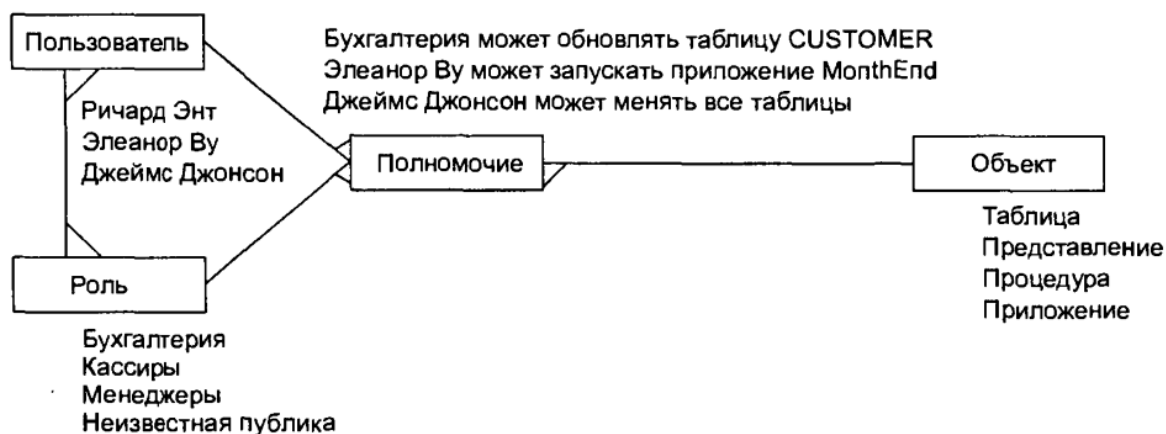 Пользователь
Бухгалтерия может обновлять таблицу CUSTOMER
Элеанор Ву может запускать приложение MonthEnd
Джеймс Джонсон может менять все таблицы
Ричард Энт
Элеанор Ву
Джеймс Джонсон
Полномочие
Объект
Таблица
Представление
Процедура
Приложение
Роль
Бухгалтерия
Кассиры
Менеджеры
Неизвестная публика